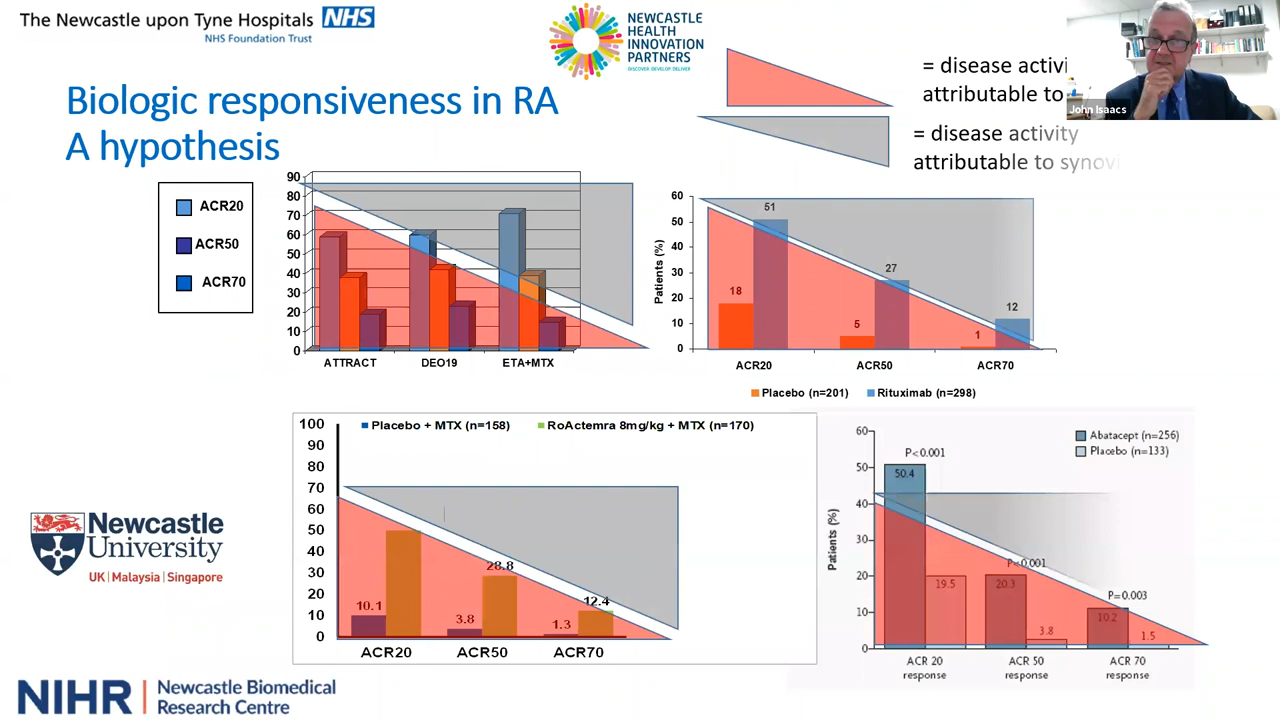 The Newcastle upon Tyne Hospitals NHS
NHS Foundation Trust
NEWCASTLE
HEALTH
INNOVATION
PARTNERS
DISCOVER. DEVELOP. DELIVER.
= disease activi
attributable to
John Isaacs
= disease activity
attributable to synovi
Biologic responsiveness in RA
A hypothesis
ACR20
ACR50
ACR70
90
80
70
60
50
40
30
20
10
0
ATTRACT DEO19 ETA+MTX
Patients (%)
60
50
40
30
20
10
0
18 51
5 27
1 12
ACR20 ACR50 ACR70
Placebo (n=201) Rituximab (n=298)
Placebo + MTX (n=158) RoActemra 8mg/kg + MTX (n=170)
100
90
80
70
60
50
40
30
20
10
0
10.1
3.8 28.8
1.3 12.4
ACR20 ACR50 ACR70
Abatacept (n=256)
Placebo (n=133)
Patients (%)
60
50
40
30
20
10
0
P<0.001
50.4 19.5
P<0.001
20.3 3.8
P=0.003
10.2 1.5
ACR 20 ACR 50 ACR 70
response response response
Newcastle
University
UK | Malaysia | Singapore
NIHR | Newcastle Biomedical
Research Centre